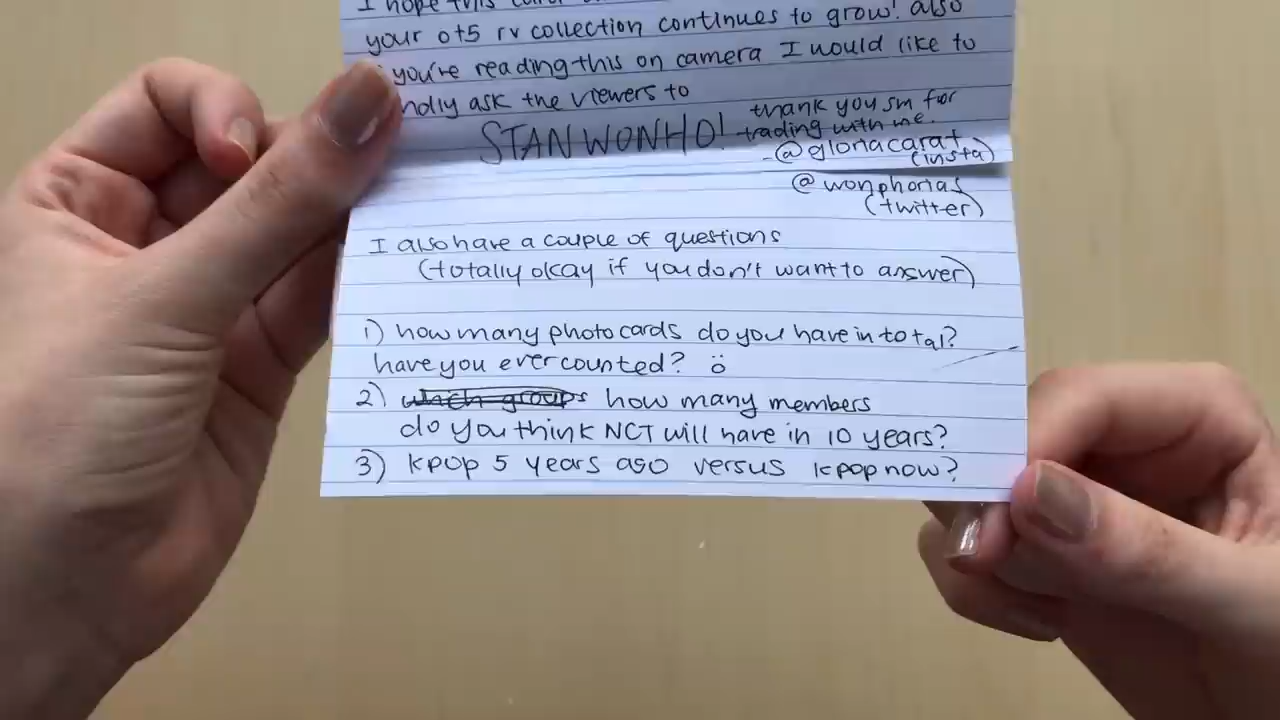 I hope this card
your ot5 rv collection continues to grow! also
you're reading this on camera I would like to
ndly ask the viewers to
STAN WONHO!
thank you sm for
trading with me.
-@gloriacarat
(insta)
@wonphorias
(twitter)
I also have a couple of questions
(totally okay if you don't want to answer)
1) how many photocards do you have in total?
have you ever counted? :)
2) how many members
do you think NCT will have in 10 years?
3) kpop 5 years ago versus kpop now?